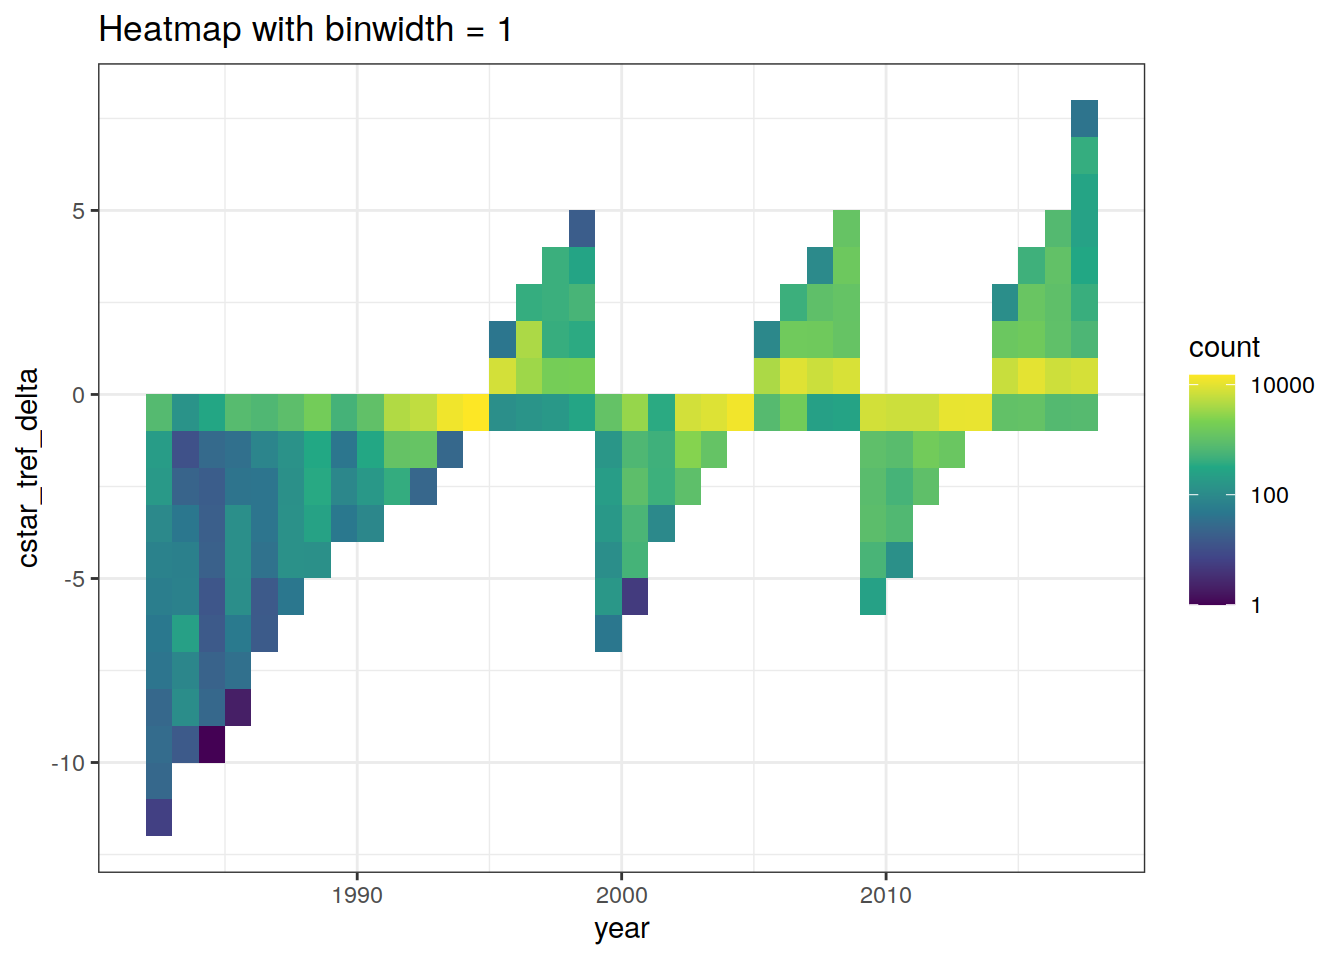 Heatmap with binwidth = 1
cstar_tref_delta
5
0
-5
-10
1990
2000
2010
year
count
10000
100
1